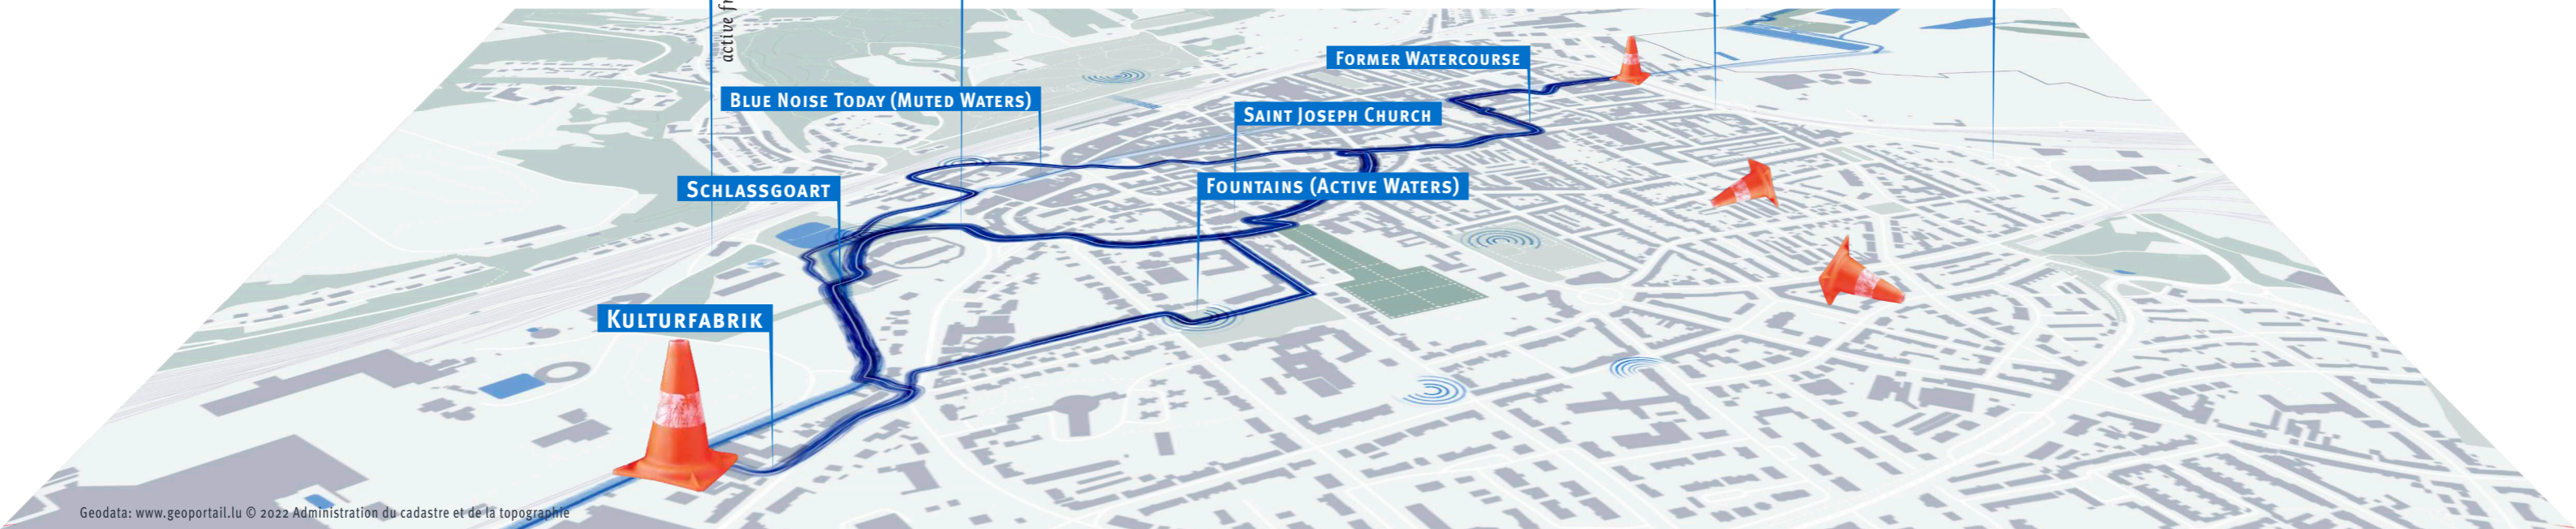 active
FORMER WATERCOURSE
BLUE NOISE TODAY (MUTED WATERS)
SAINT JOSEPH CHURCH
SCHLASSGOART
FOUNTAINS (ACTIVE WATERS)
KULTURFABRIK
Geodata: www.geoportail.lu © 2022 Administration du cadastre et de la topographie